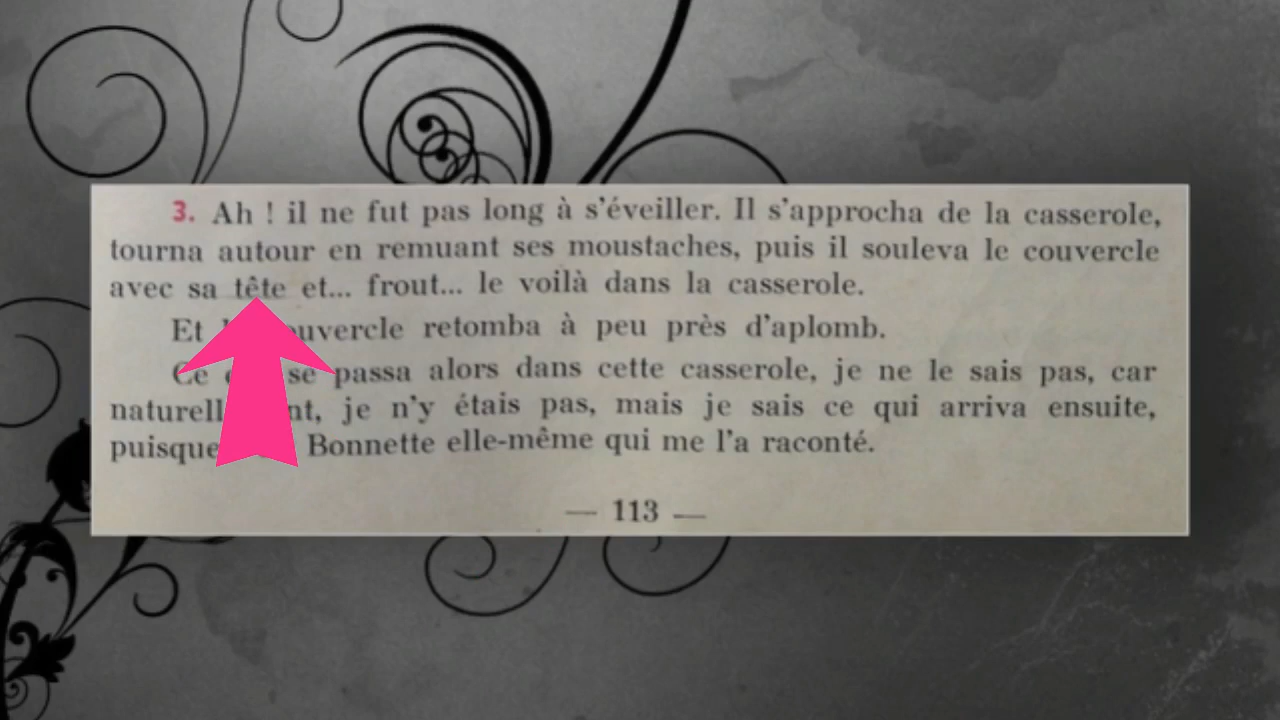 3. Ah ! il ne fut pas long à s'éveiller. Il s'approcha de la casserole,
tourna autour en remuant ses moustaches, puis il souleva le couvercle
avec sa tête et... frout... le voilà dans la casserole.
Et couvercle retomba à peu près d'aplomb.
Ce se passa alors dans cette casserole, je ne le sais pas, car
je n'y étais pas, mais je sais ce qui arriva ensuite,
puisque Bonnette elle-même qui me l'a raconté.
— 113 —